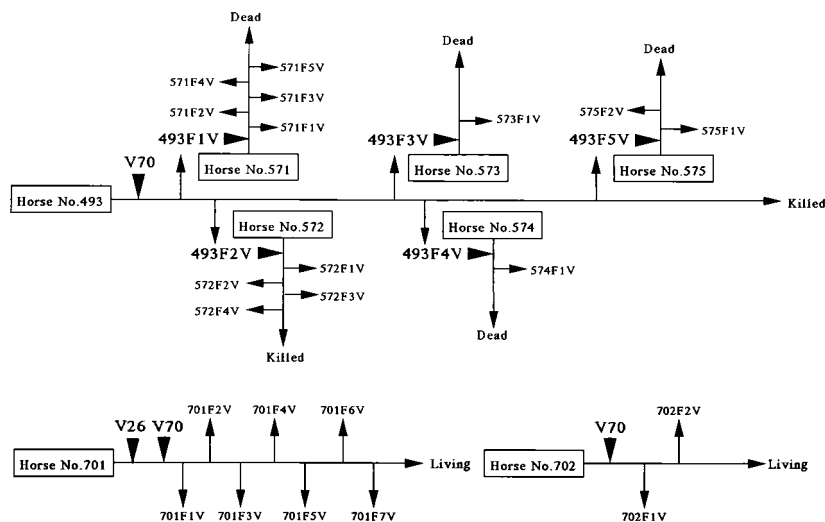 Dead
571F5V
571F4V
571F3V
571F2V
571F1V
493F1V
Horse No.571
Dead
573F1V
493F3V
Horse No.573
Dead
575F2V
575F1V
493F5V
Horse No.575
V70
Horse No.493
Killed
Horse No.572
493F2V
572F1V
572F2V
572F3V
572F4V
Killed
Horse No.574
493F4V
574F1V
Dead
V26 V70
701F2V
701F4V
701F6V
Horse No.701
Living
701F1V
701F3V
701F5V
701F7V
V70
702F2V
Horse No.702
Living
702F1V